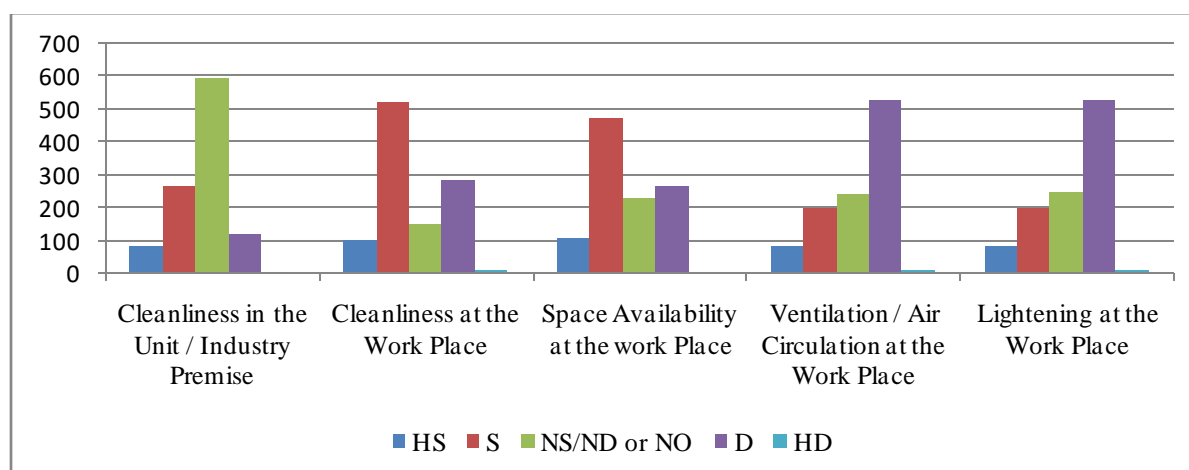 700
600
500
400
300
200
100
0
Cleanliness in the
Unit / Industry
Premise
Cleanliness at the
Work Place
Space Availability
at the work Place
Ventilation / Air
Circulation at the
Work Place
Lightening at the
Work Place
HS S NS/ND or NO D HD